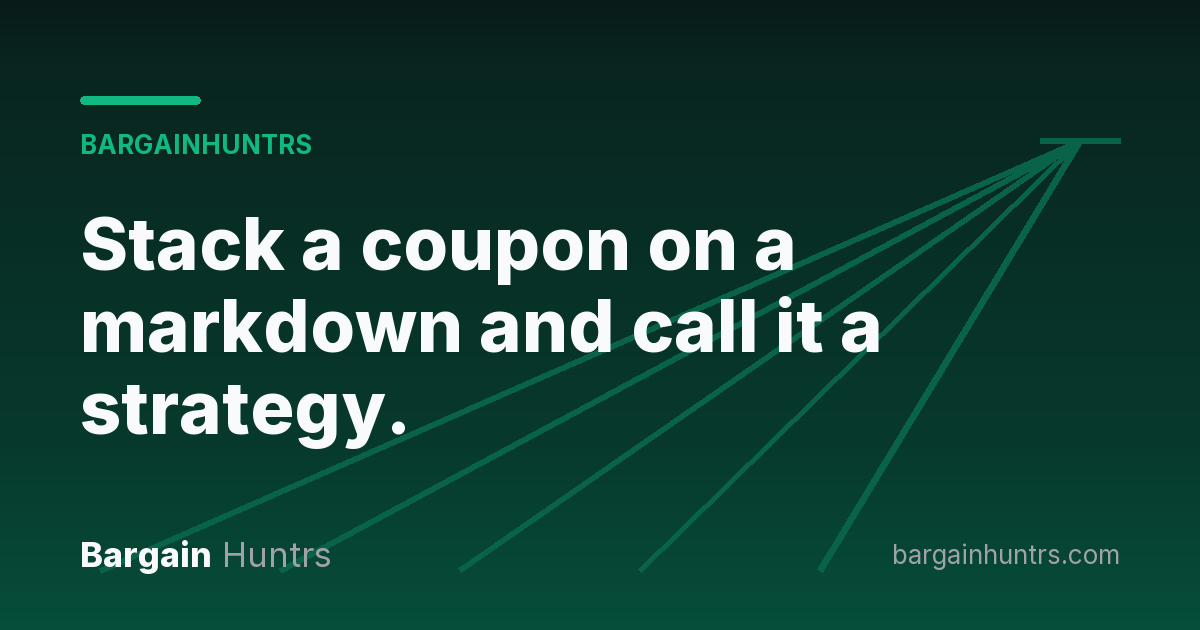 BARGAINHUNTRS
Stack a coupon on a
markdown and call it a
strategy.
Bargain Huntrs
bargainhuntrs.com